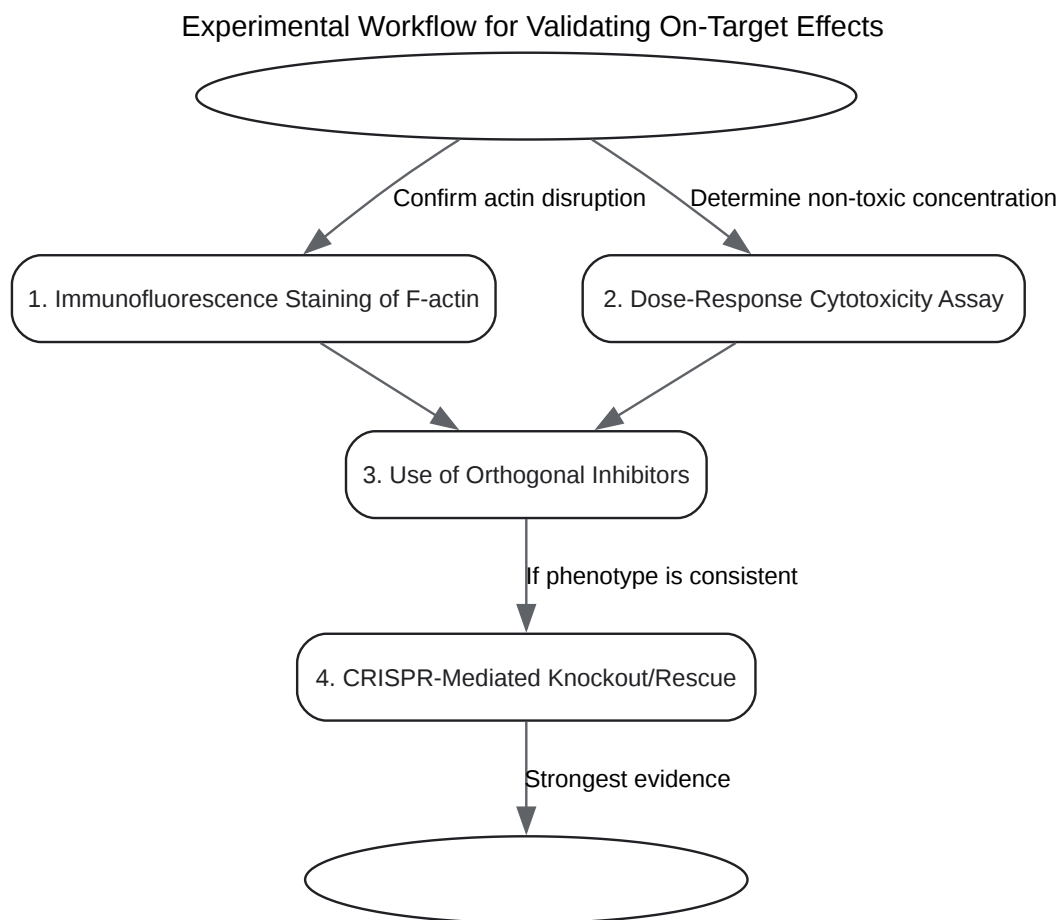 Experimental Workflow for Validating On-Target Effects
Confirm actin disruption
Determine non-toxic concentration
1. Immunofluorescence Staining of F-actin
2. Dose-Response Cytotoxicity Assay
3. Use of Orthogonal Inhibitors
If phenotype is consistent
4. CRISPR-Mediated Knockout/Rescue
Strongest evidence